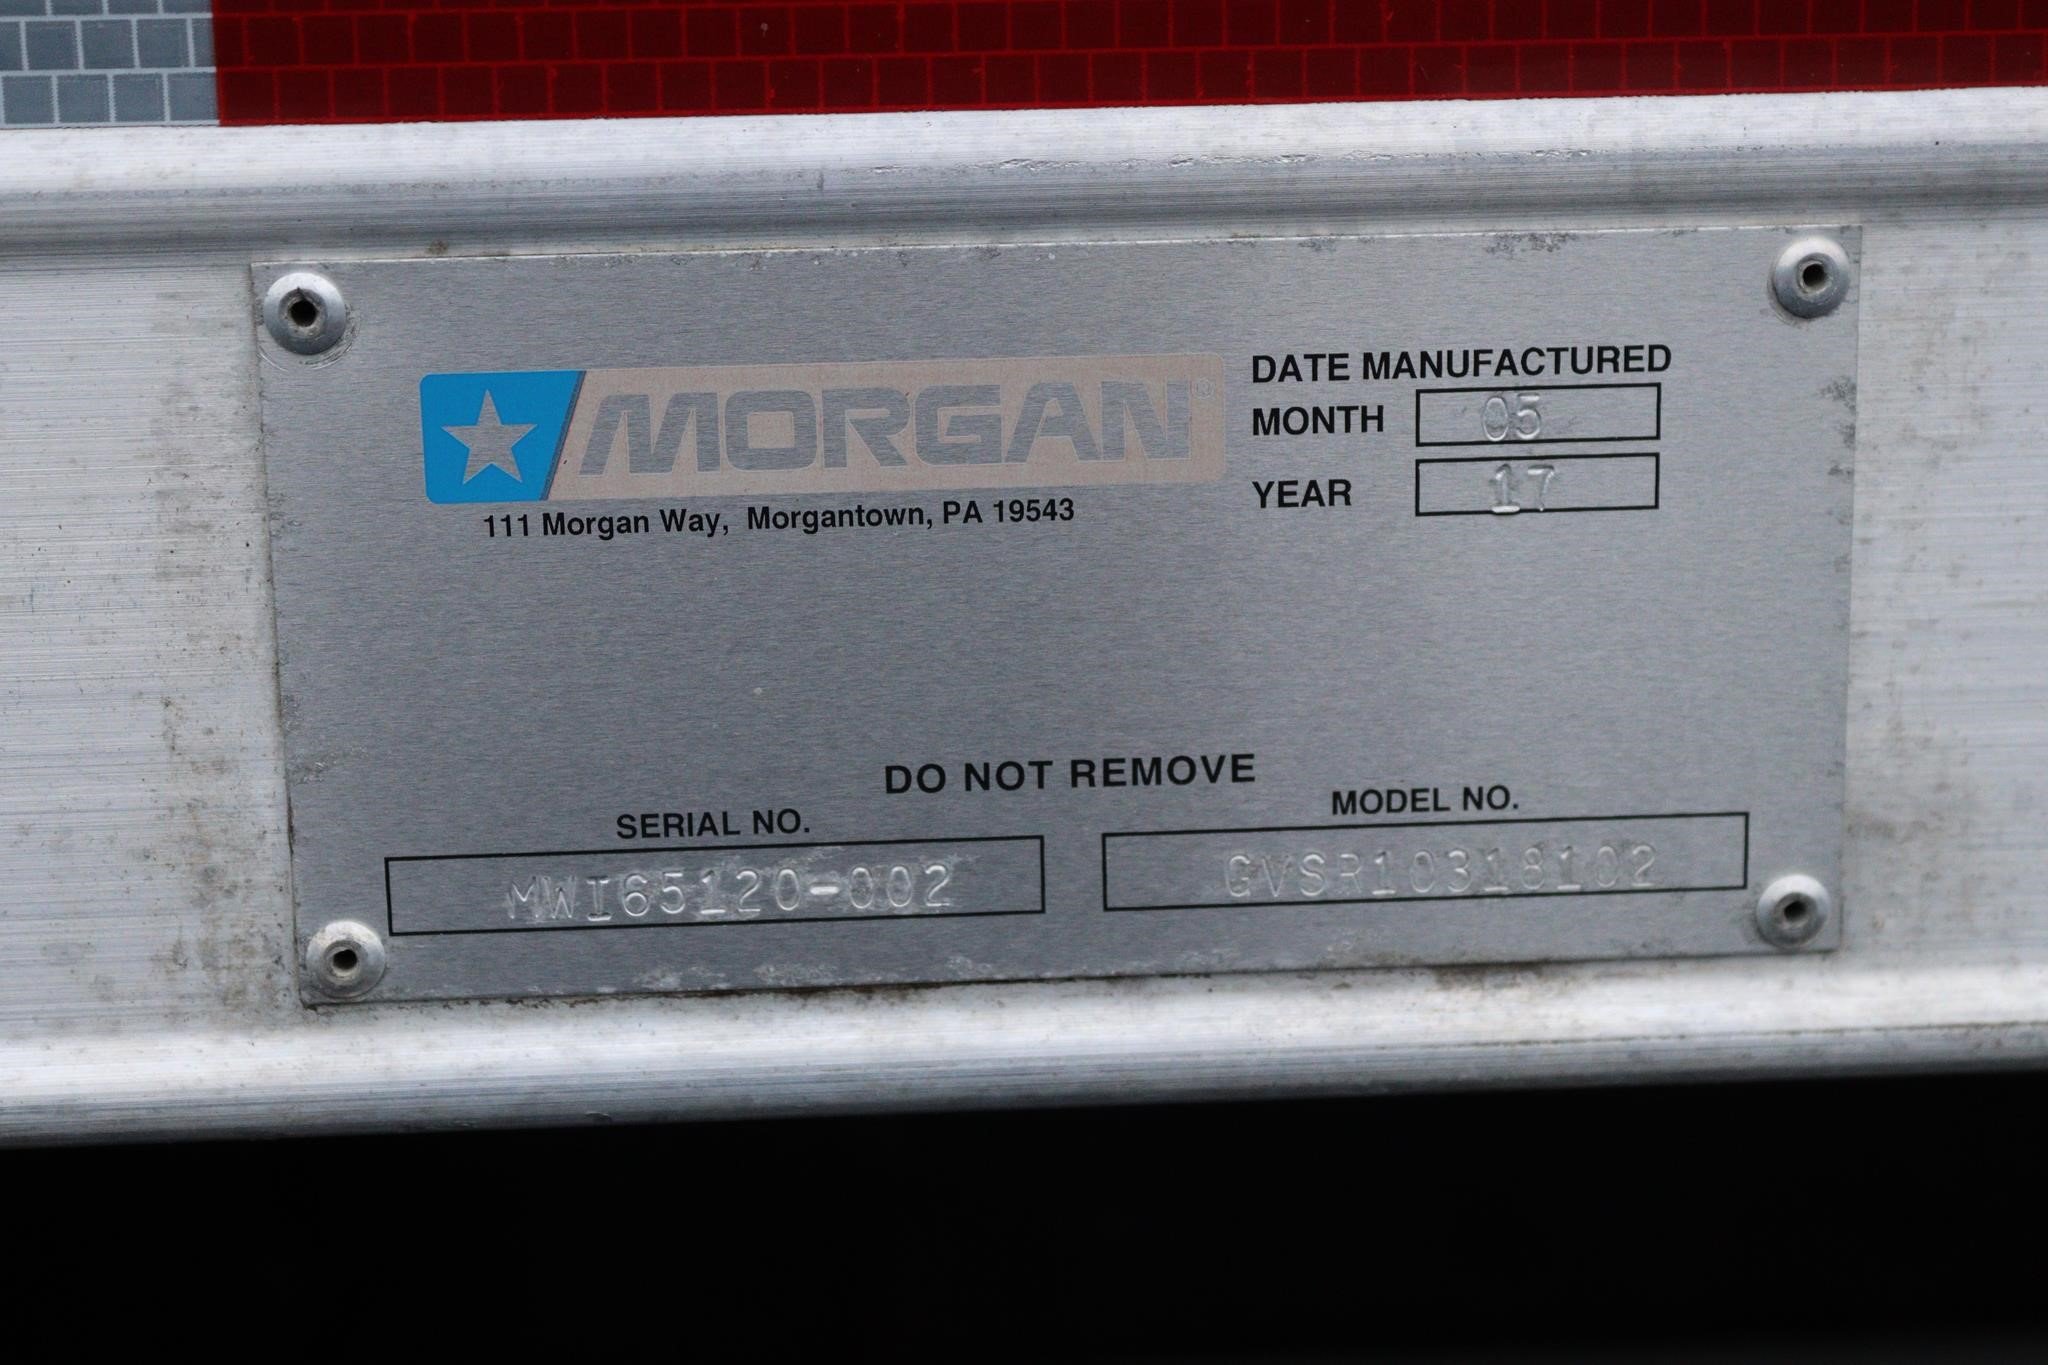 MORGAN®
111 Morgan Way, Morgantown, PA 19543
DATE MANUFACTURED
MONTH 05
YEAR 17
DO NOT REMOVE
SERIAL NO.
MWI65120-002
MODEL NO.
GVSR10318102